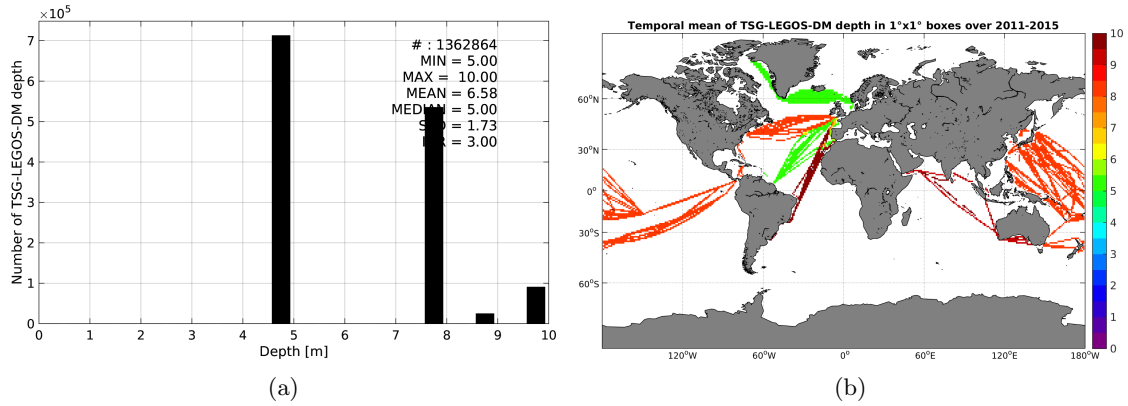 ×10⁵
7
6
5
4
3
2
1
0
Number of TSG-LEGOS-DM depth
# : 1362864
MIN = 5.00
MAX = 10.00
MEAN = 6.58
MEDIAN = 5.00
= 1.73
= 3.00
0 1 2 3 4 5 6 7 8 9 10
Depth [m]
(a)
Temporal mean of TSG-LEGOS-DM depth in 1°x1° boxes over 2011-2015
60°N
30°N
0°
30°S
60°S
120°W 60°W 0° 60°E 120°E 180°W
10
9
8
7
6
5
4
3
2
1
0
(b)